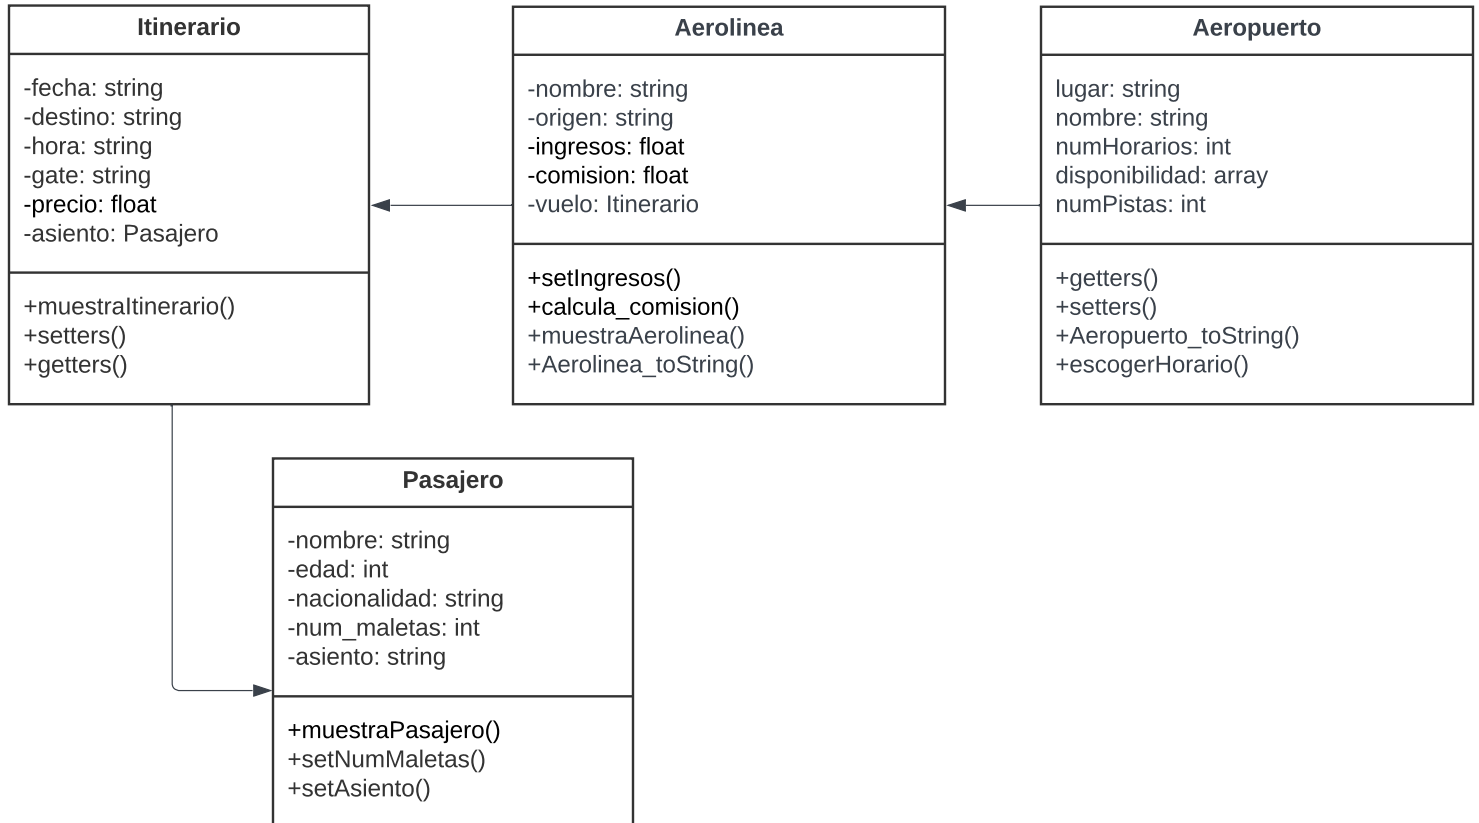 Itinerario
-fecha: string
-destino: string
-hora: string
-gate: string
-precio: float
-asiento: Pasajero
+muestraItinerario()
+setters()
+getters()
Aerolinea
-nombre: string
-origen: string
-ingresos: float
-comision: float
-vuelo: Itinerario
+setIngresos()
+calcula_comision()
+muestraAerolinea()
+Aerolinea_toString()
Aeropuerto
lugar: string
nombre: string
numHorarios: int
disponibilidad: array
numPistas: int
+getters()
+setters()
+Aeropuerto_toString()
+escogerHorario()
Pasajero
-nombre: string
-edad: int
-nacionalidad: string
-num_maletas: int
-asiento: string
+muestraPasajero()
+setNumMaletas()
+setAsiento()